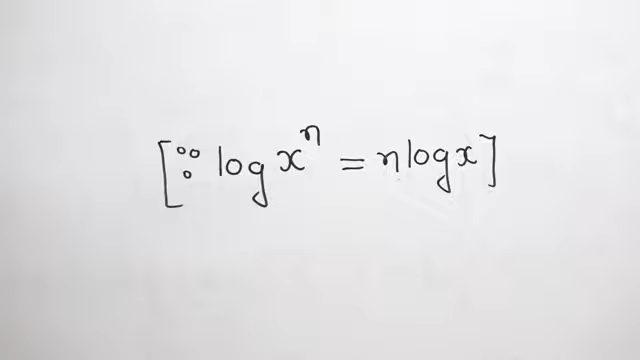 [∵ log xⁿ = n log x]